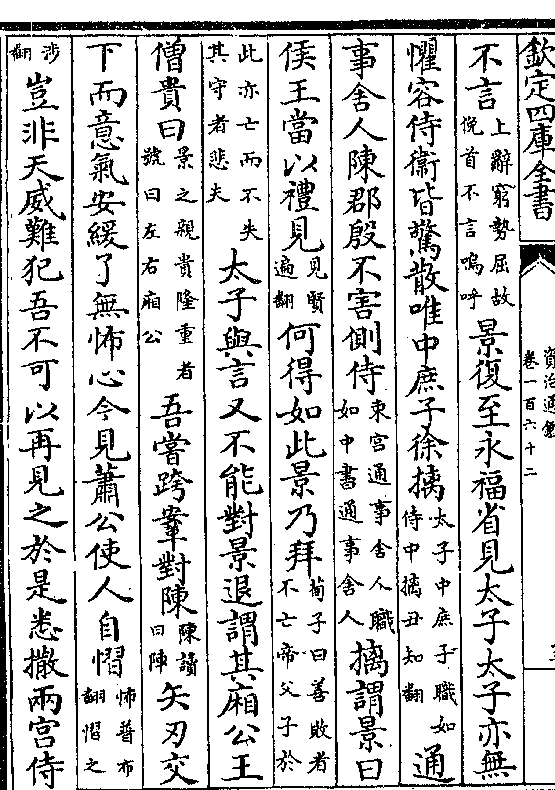 欽定四庫全書
資治通鑑
卷一百六十二
不言上辭窮勢屈故俛首不言嗚呼景復至永福省見太子太子亦無
懼容侍衛皆驚散唯中庶子徐摛太子中庶子職如侍中摛丑知翻通
事舍人陳郡殷不害側侍東宮通事舍人職如中書通事舍人摛謂景曰
侯王當以禮見見賢遍翻何得如此景乃拜荀子曰善敗者不亡帝父子於
此亦亡而不失其守者悲夫太子與言又不能對景退謂其廂公王
僧貴曰景之親貴隆重者號曰左右廂公吾嘗跨鞌對陳陳讀曰陣矢刃交
下而意氣安緩了無怖心今見蕭公使人自慴怖普布翻慴之
涉翻豈非天威難犯吾不可以再見之於是悉撤兩宮侍